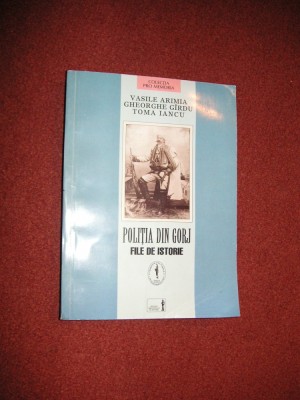 COLECȚIA
PRO MEMORIA
VASILE ARIMIA
GHEORGHE GÎRDU
TOMA IANCU
POLIȚIA DIN GORJ
FILE DE ISTORIE